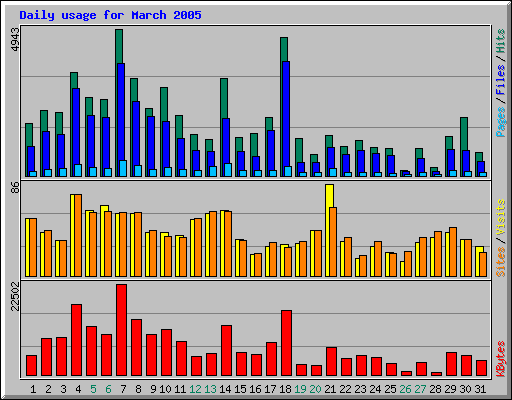 Daily usage for March 2005
4943
Pages / Files / Hits
86
Sites / Visits
22502
KBytes
1 2 3 4 5 6 7 8 9 10 11 12 13 14 15 16 17 18 19 20 21 22 23 24 25 26 27 28 29 30 31